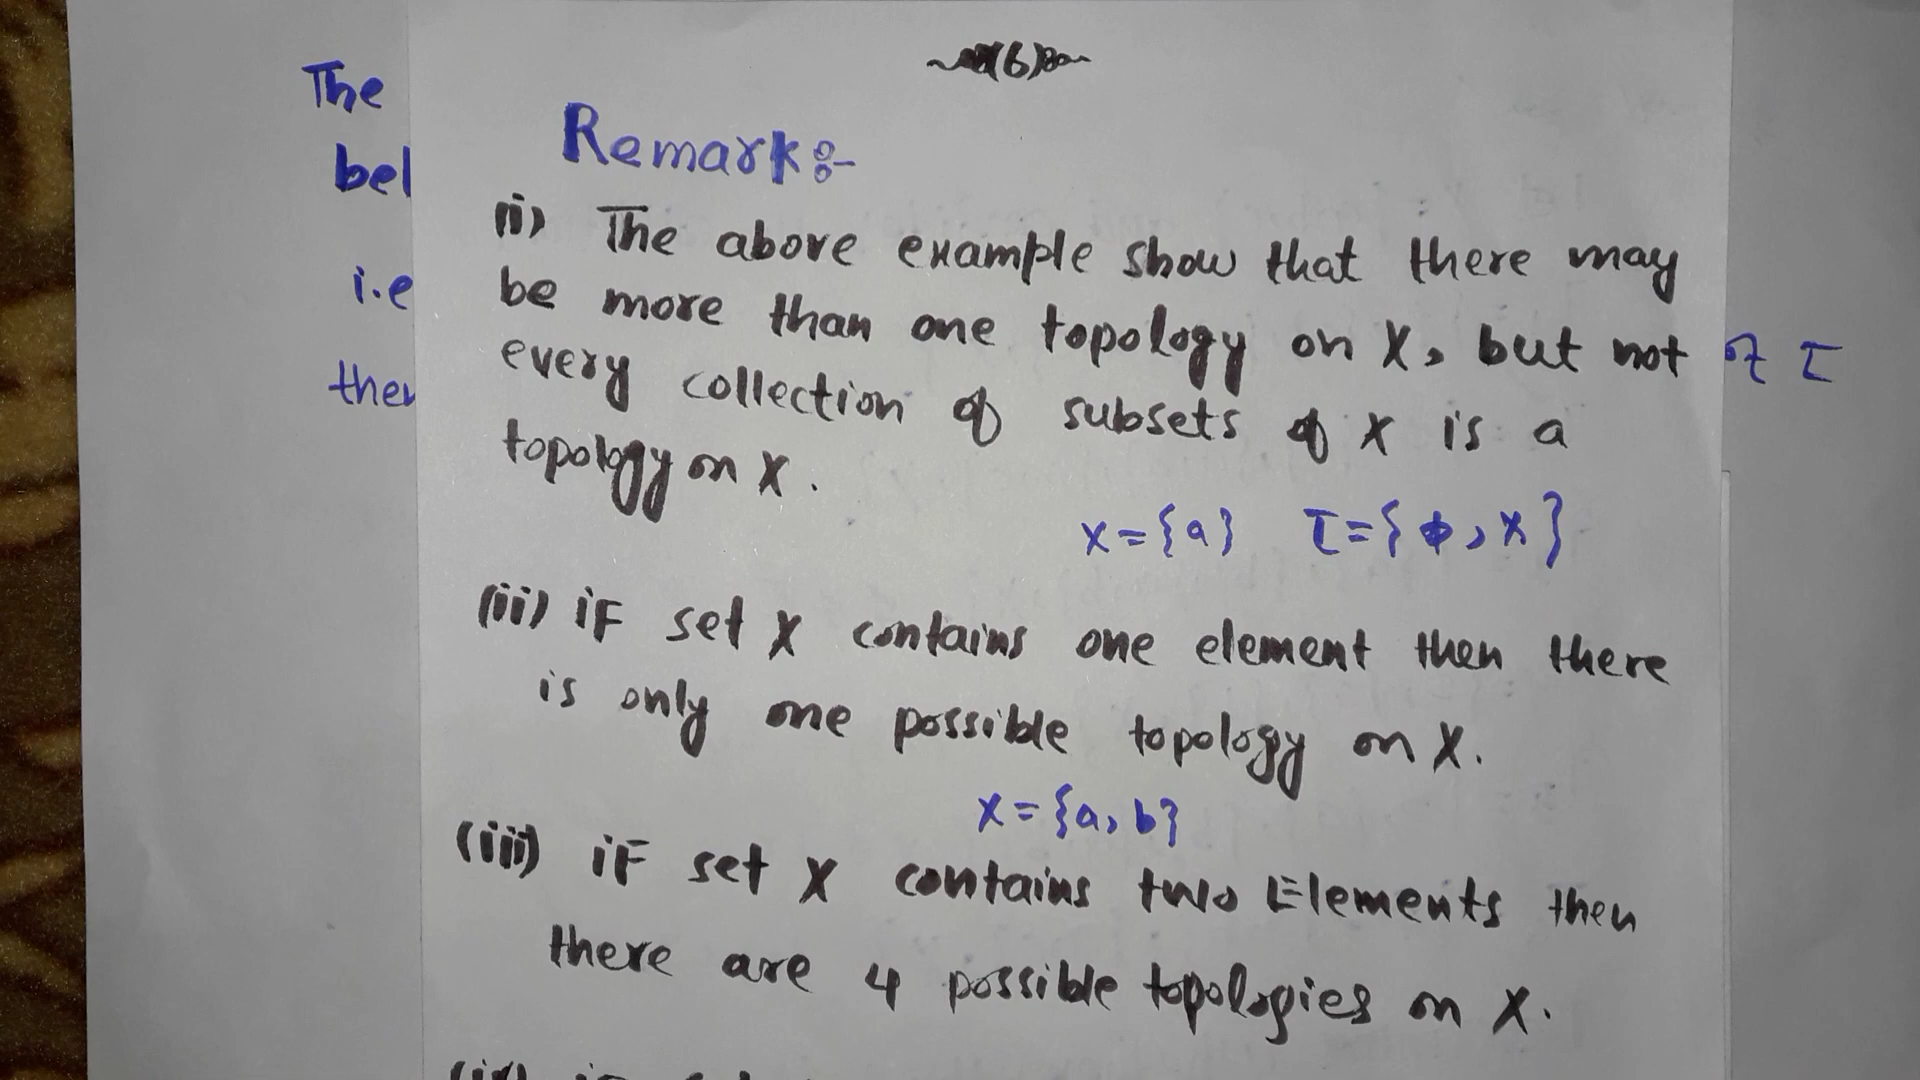 (6)
The
bel
i.e
then
of τ
Remark:-
(i) The above example show that there may
be more than one topology on X, but not
every collection of subsets of X is a
topology on X.
X={a} τ={ϕ,X}
(ii) iF set X contains one element then there
is only one possible topology on X.
X={a, b}
(iii) iF set X contains two Elements then
there are 4 possible topologies on X.